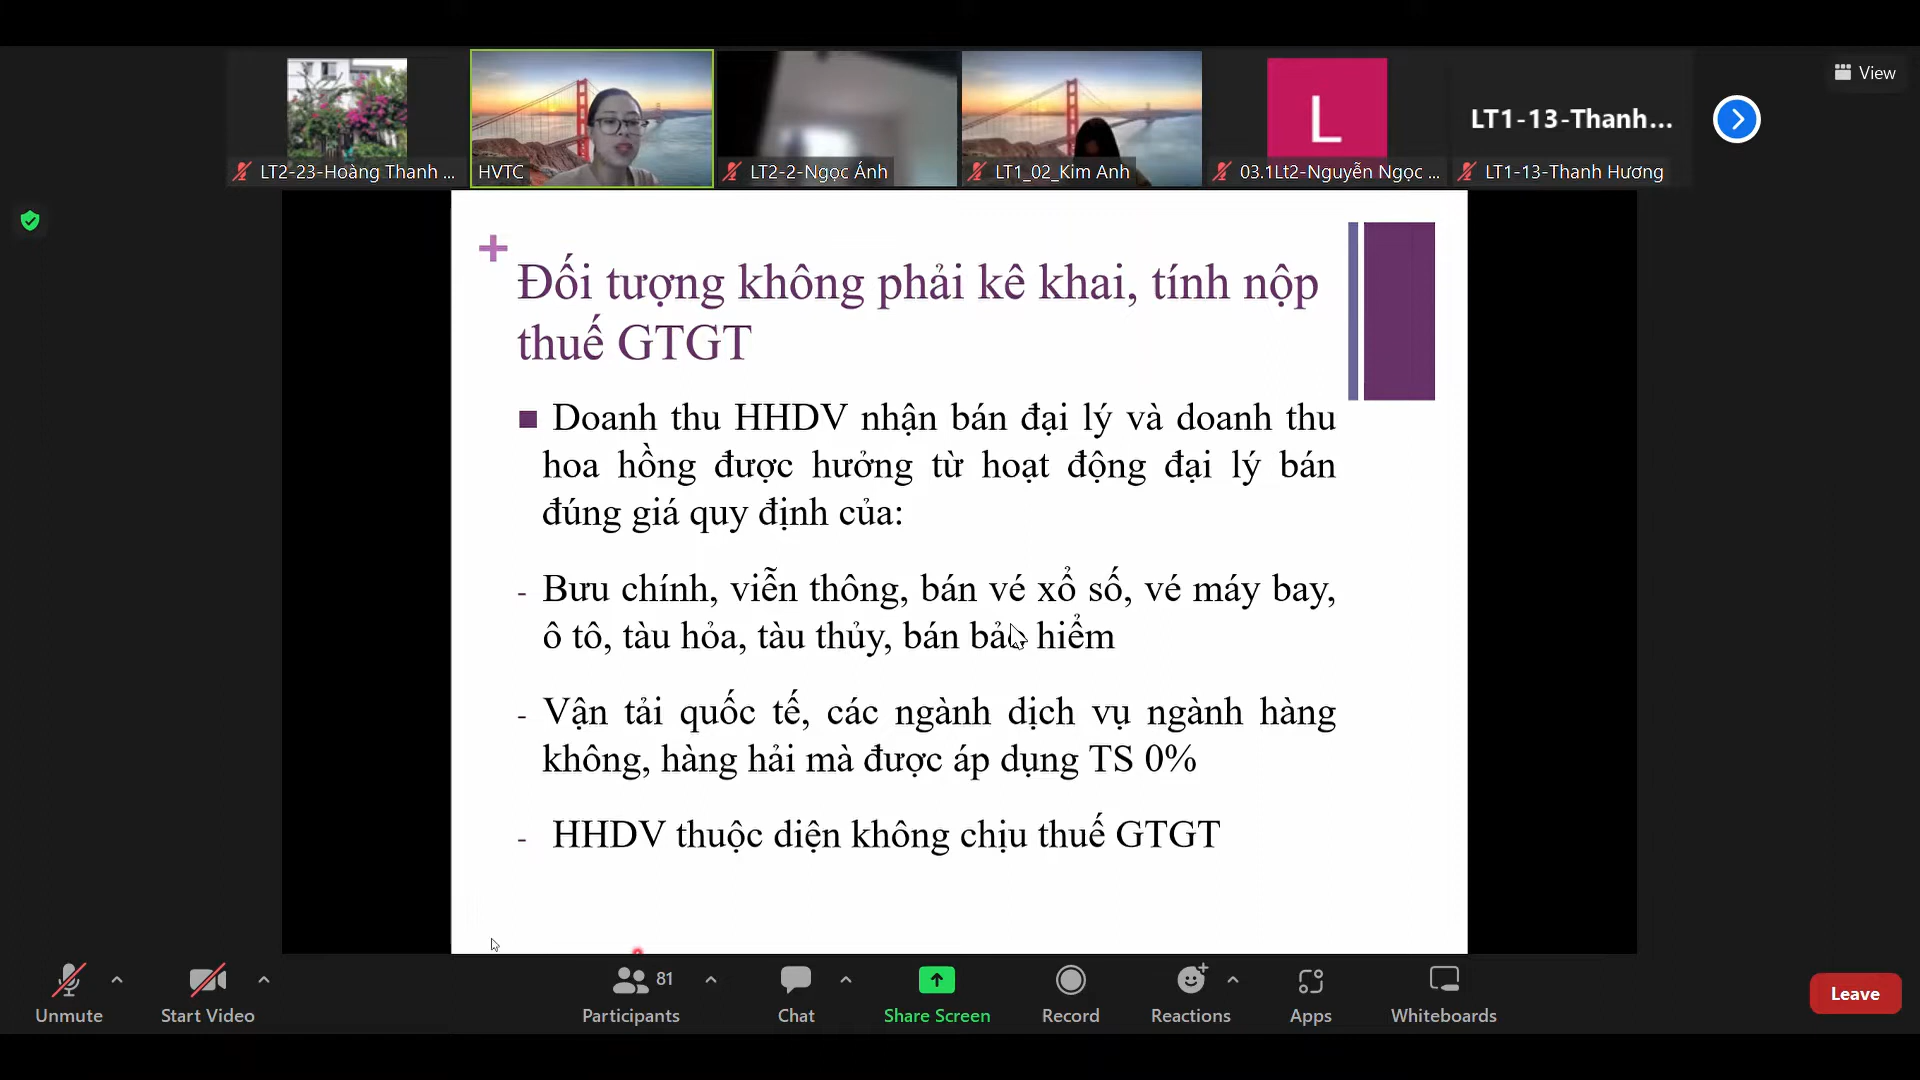 View
LT1-13-Thanh...
L
LT2-23-Hoàng Thanh ...
HVTC
LT2-2-Ngọc Ánh
LT1_02_Kim Anh
03.1Lt2-Nguyễn Ngọc ...
LT1-13-Thanh Hương
Đối tượng không phải kê khai, tính nộp
thuế GTGT
Doanh thu HHDV nhận bán đại lý và doanh thu
hoa hồng được hưởng từ hoạt động đại lý bán
đúng giá quy định của:
- Bưu chính, viễn thông, bán vé xổ số, vé máy bay,
ô tô, tàu hỏa, tàu thủy, bán bảo hiểm
- Vận tải quốc tế, các ngành dịch vụ ngành hàng
không, hàng hải mà được áp dụng TS 0%
- HHDV thuộc diện không chịu thuế GTGT
81
Unmute
Start Video
Participants
Chat
Share Screen
Record
Reactions
Apps
Whiteboards
Leave